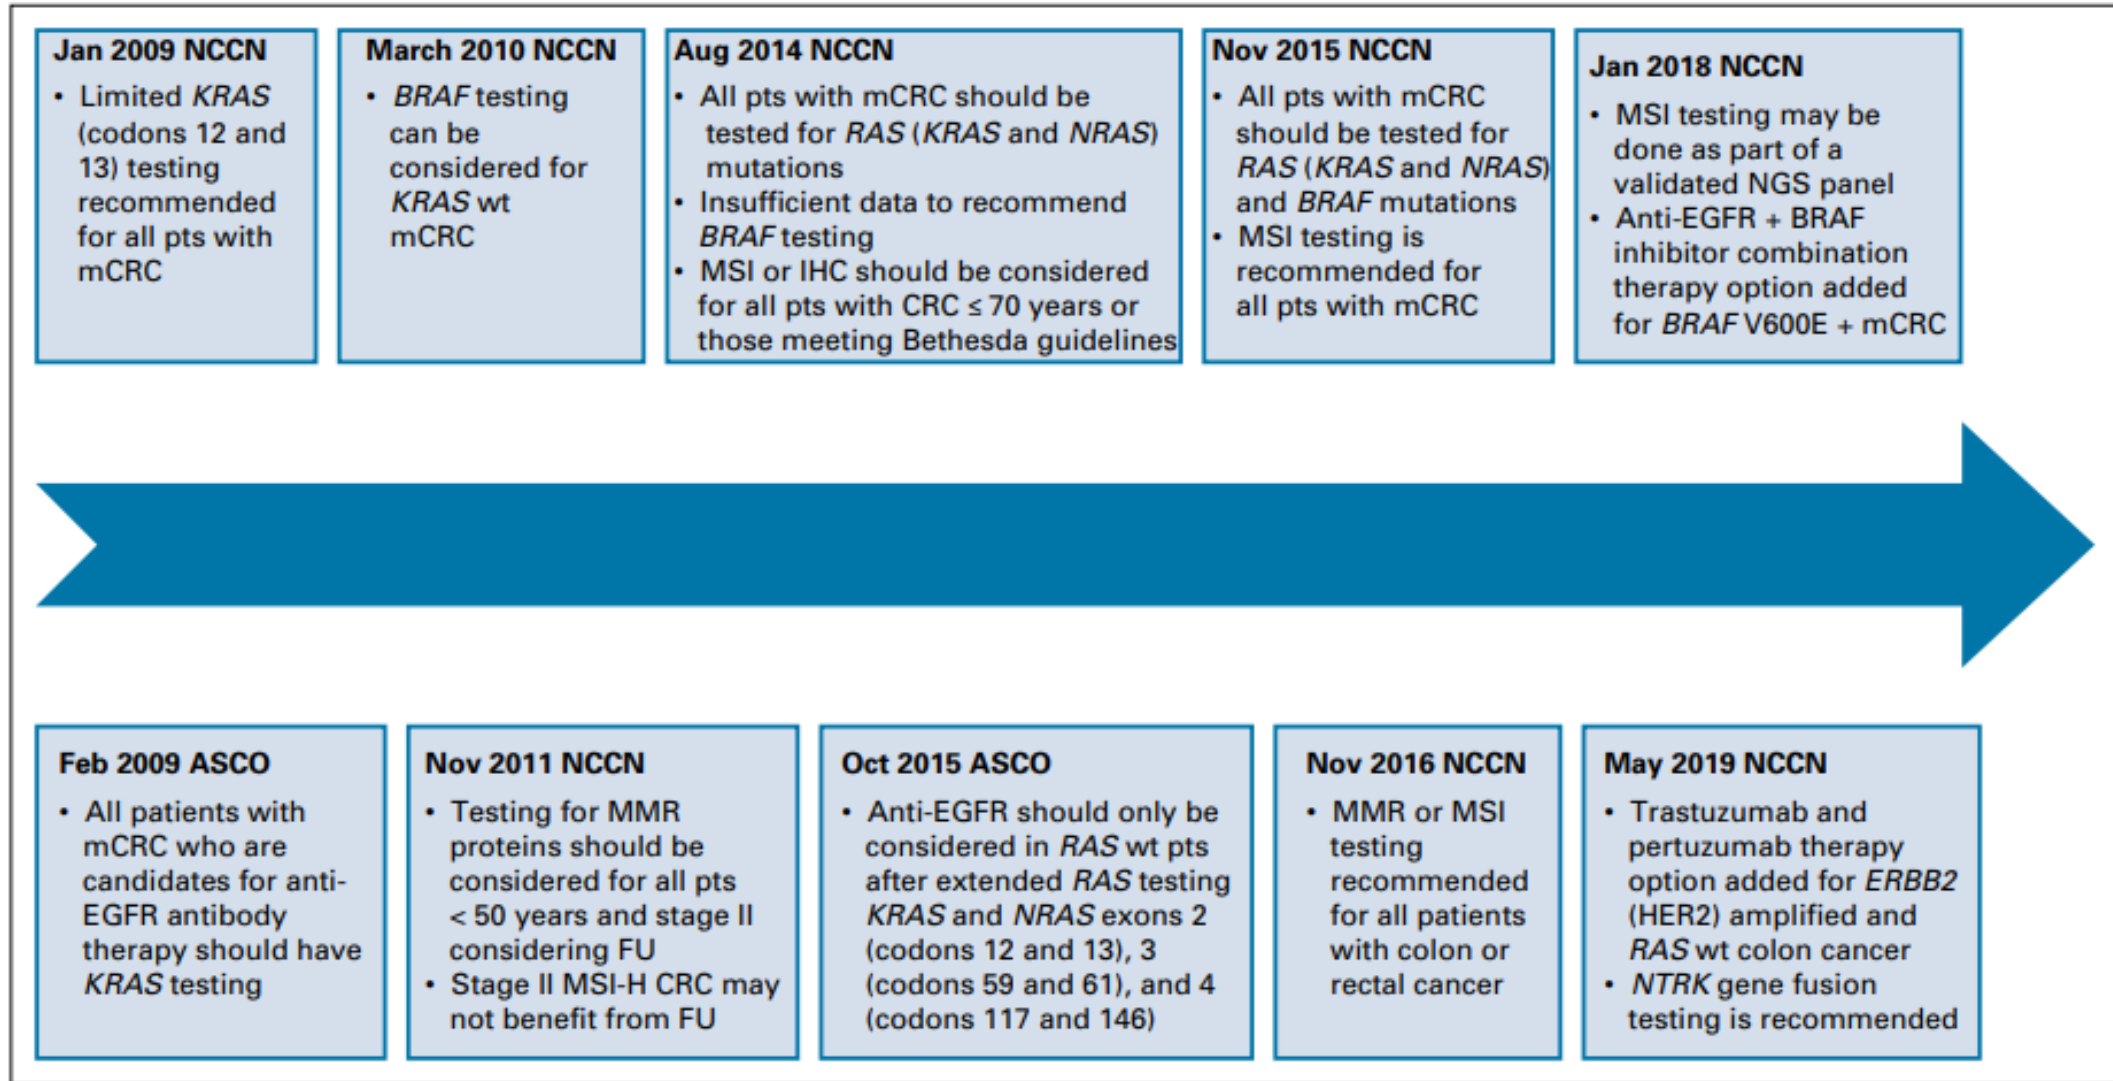 Jan 2009 NCCN
• Limited KRAS
(codons 12 and
13) testing
recommended
for all pts with
mCRC
March 2010 NCCN
• BRAF testing
can be
considered for
KRAS wt
mCRC
Aug 2014 NCCN
• All pts with mCRC should be
tested for RAS (KRAS and NRAS)
mutations
• Insufficient data to recommend
BRAF testing
• MSI or IHC should be considered
for all pts with CRC ≤ 70 years or
those meeting Bethesda guidelines
Nov 2015 NCCN
• All pts with mCRC
should be tested for
RAS (KRAS and NRAS)
and BRAF mutations
• MSI testing is
recommended for
all pts with mCRC
Jan 2018 NCCN
• MSI testing may be
done as part of a
validated NGS panel
• Anti-EGFR + BRAF
inhibitor combination
therapy option added
for BRAF V600E + mCRC
Feb 2009 ASCO
• All patients with
mCRC who are
candidates for anti-
EGFR antibody
therapy should have
KRAS testing
Nov 2011 NCCN
• Testing for MMR
proteins should be
considered for all pts
< 50 years and stage II
considering FU
• Stage II MSI-H CRC may
not benefit from FU
Oct 2015 ASCO
• Anti-EGFR should only be
considered in RAS wt pts
after extended RAS testing
KRAS and NRAS exons 2
(codons 12 and 13), 3
(codons 59 and 61), and 4
(codons 117 and 146)
Nov 2016 NCCN
• MMR or MSI
testing
recommended
for all patients
with colon or
rectal cancer
May 2019 NCCN
• Trastuzumab and
pertuzumab therapy
option added for ERBB2
(HER2) amplified and
RAS wt colon cancer
• NTRK gene fusion
testing is recommended